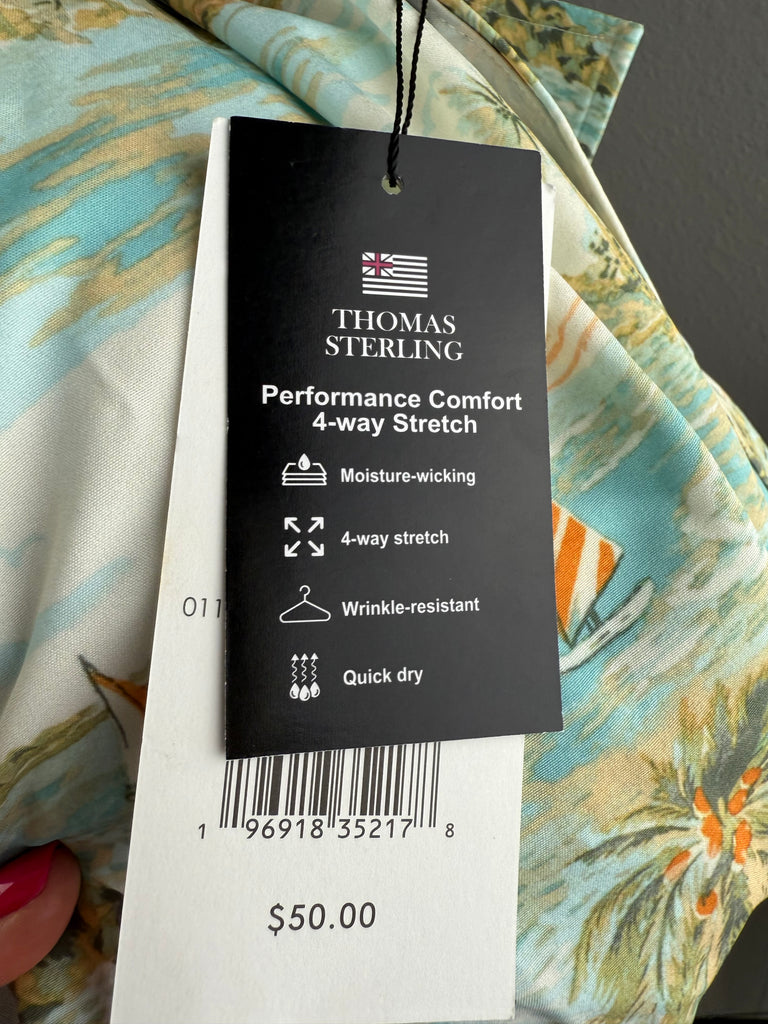 THOMAS
STERLING
Performance Comfort
4-way Stretch
Moisture-wicking
4-way stretch
Wrinkle-resistant
Quick dry
011
1 96918 35217 8
$50.00